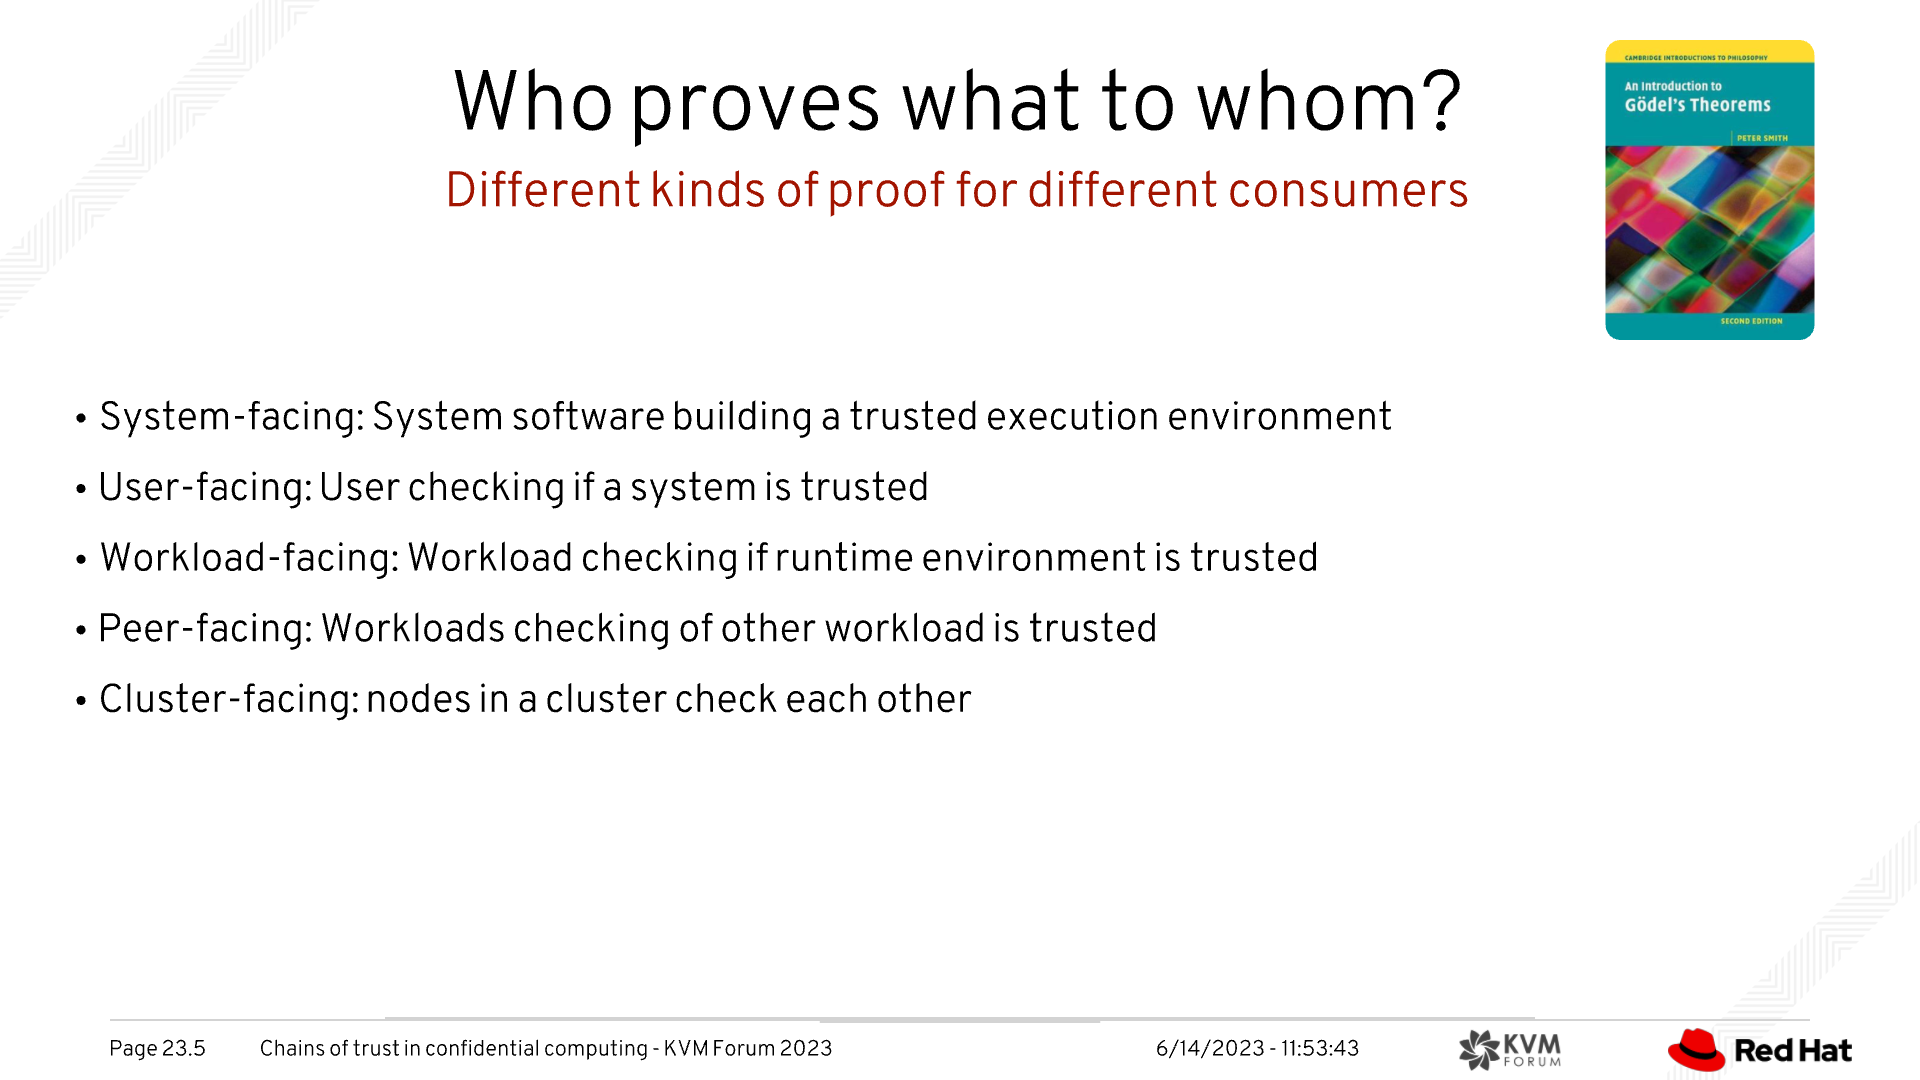 Who proves what to whom?
Different kinds of proof for different consumers
CAMBRIDGE INTRODUCTIONS TO PHILOSOPHY
An Introduction to
Gödel's Theorems
PETER SMITH
SECOND EDITION
• System-facing: System software building a trusted execution environment
• User-facing: User checking if a system is trusted
• Workload-facing: Workload checking if runtime environment is trusted
• Peer-facing: Workloads checking of other workload is trusted
• Cluster-facing: nodes in a cluster check each other
Page 23.5 Chains of trust in confidential computing - KVM Forum 2023 6/14/2023 - 11:53:43
KVM
FORUM
Red Hat